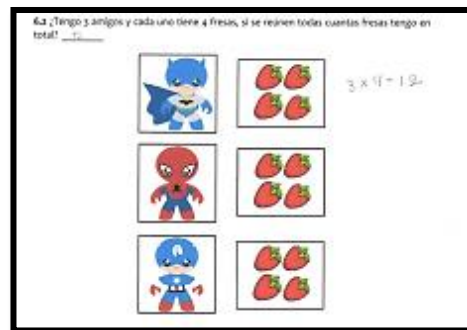 6.2 ¿Tengo 3 amigos y cada uno tiene 4 fresas, si se reúnen todas cuantas fresas tengo en
total? 12
3 x 4 = 12